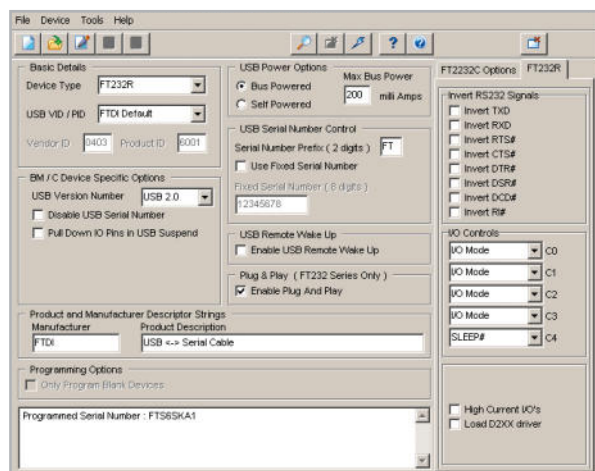 File Device Tools Help
Basic Details
Device Type FT232R
USB VID / PID FTDI Default
Vendor ID 0403 Product ID 6001
BM / C Device Specific Options
USB Version Number USB 2.0
Disable USB Serial Number
Pull Down IO Pins in USB Suspend
USB Power Options
Bus Powered
Self Powered
Max Bus Power
200 milli Amps
USB Serial Number Control
Serial Number Prefix ( 2 digits ) FT
Use Fixed Serial Number
Fixed Serial Number ( 8 digits )
12345678
USB Remote Wake Up
Enable USB Remote Wake Up
Plug & Play ( FT232 Series Only )
Enable Plug And Play
Product and Manufacturer Descriptor Strings
Manufacturer Product Description
FTDI USB <-> Serial Cable
Programming Options
Only Program Blank Devices
Programmed Serial Number : FTS6SKA1
FT2232C Options FT232R
Invert RS232 Signals
Invert TXD
Invert RXD
Invert RTS#
Invert CTS#
Invert DTR#
Invert DSR#
Invert DCD#
Invert RI#
I/O Controls
I/O Mode C0
I/O Mode C1
I/O Mode C2
I/O Mode C3
SLEEP# C4
High Current I/O's
Load D2XX driver